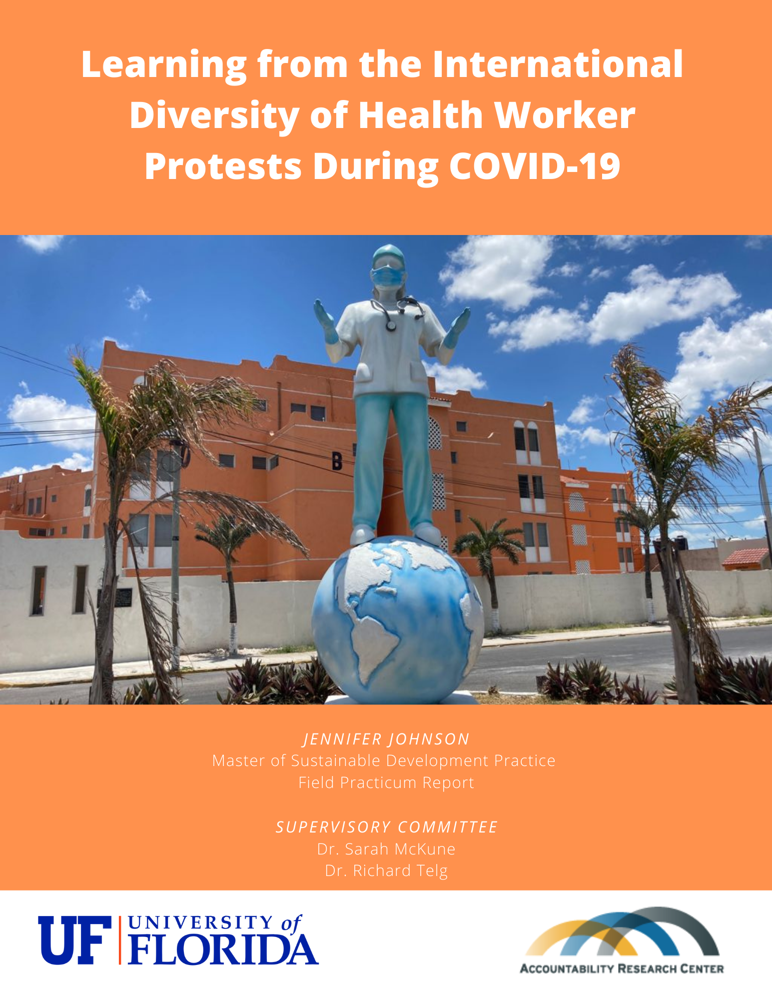 Learning from the International
Diversity of Health Worker
Protests During COVID-19
B
JENNIFER JOHNSON
Master of Sustainable Development Practice
Field Practicum Report
SUPERVISORY COMMITTEE
Dr. Sarah McKune
Dr. Richard Telg
UF UNIVERSITY of
FLORIDA
ACCOUNTABILITY RESEARCH CENTER